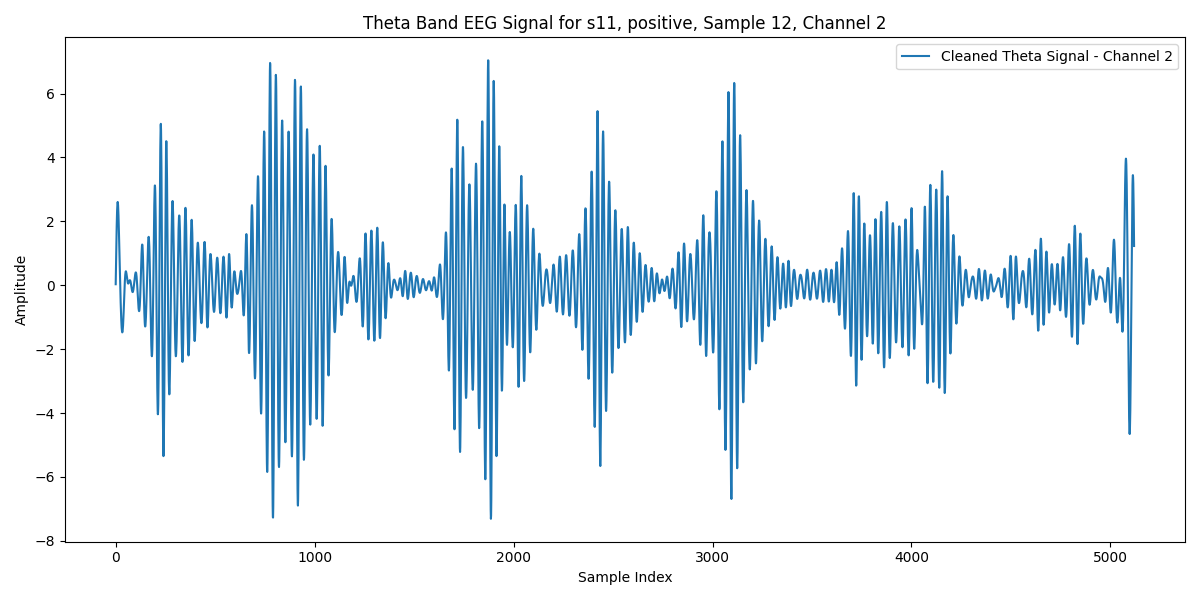 Theta Band EEG Signal for s11, positive, Sample 12, Channel 2
Cleaned Theta Signal - Channel 2
Amplitude
6
4
2
0
−2
−4
−6
−8
0 1000 2000 3000 4000 5000
Sample Index